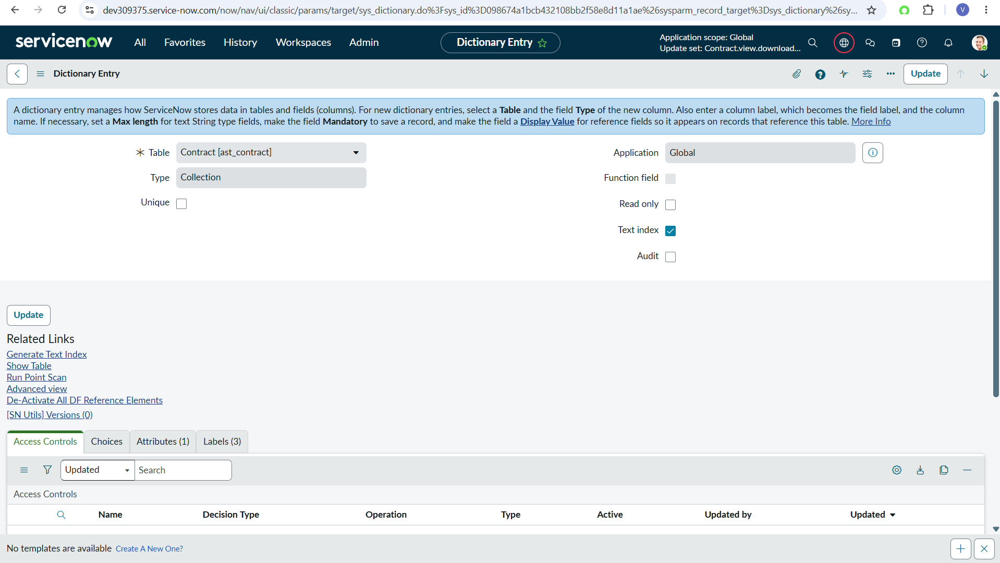 dev309375.service-now.com/now/nav/ui/classic/params/target/sys_dictionary.do%3Fsys_id%3D098674a1bcb432108bb2f58e8d11a1ae%26sysparm_record_target%3Dsys_dictionary%26sy...
V
servicenow
All
Favorites
History
Workspaces
Admin
Dictionary Entry
Application scope: Global
Update set: Contract.view.download...
Dictionary Entry
Update
A dictionary entry manages how ServiceNow stores data in tables and fields (columns). For new dictionary entries, select a Table and the field Type of the new column. Also enter a column label, which becomes the field label, and the column
name. If necessary, set a Max length for text String type fields, make the field Mandatory to save a record, and make the field a Display Value for reference fields so it appears on records that reference this table. More Info
Table
Contract [ast_contract]
Application
Global
Type
Collection
Function field
Unique
Read only
Text index
Audit
Update
Related Links
Generate Text Index
Show Table
Run Point Scan
Advanced view
De-Activate All DF Reference Elements
[SN Utils] Versions (0)
Access Controls
Choices
Attributes (1)
Labels (3)
Updated
Search
Access Controls
Name
Decision Type
Operation
Type
Active
Updated by
Updated
No templates are available Create A New One?